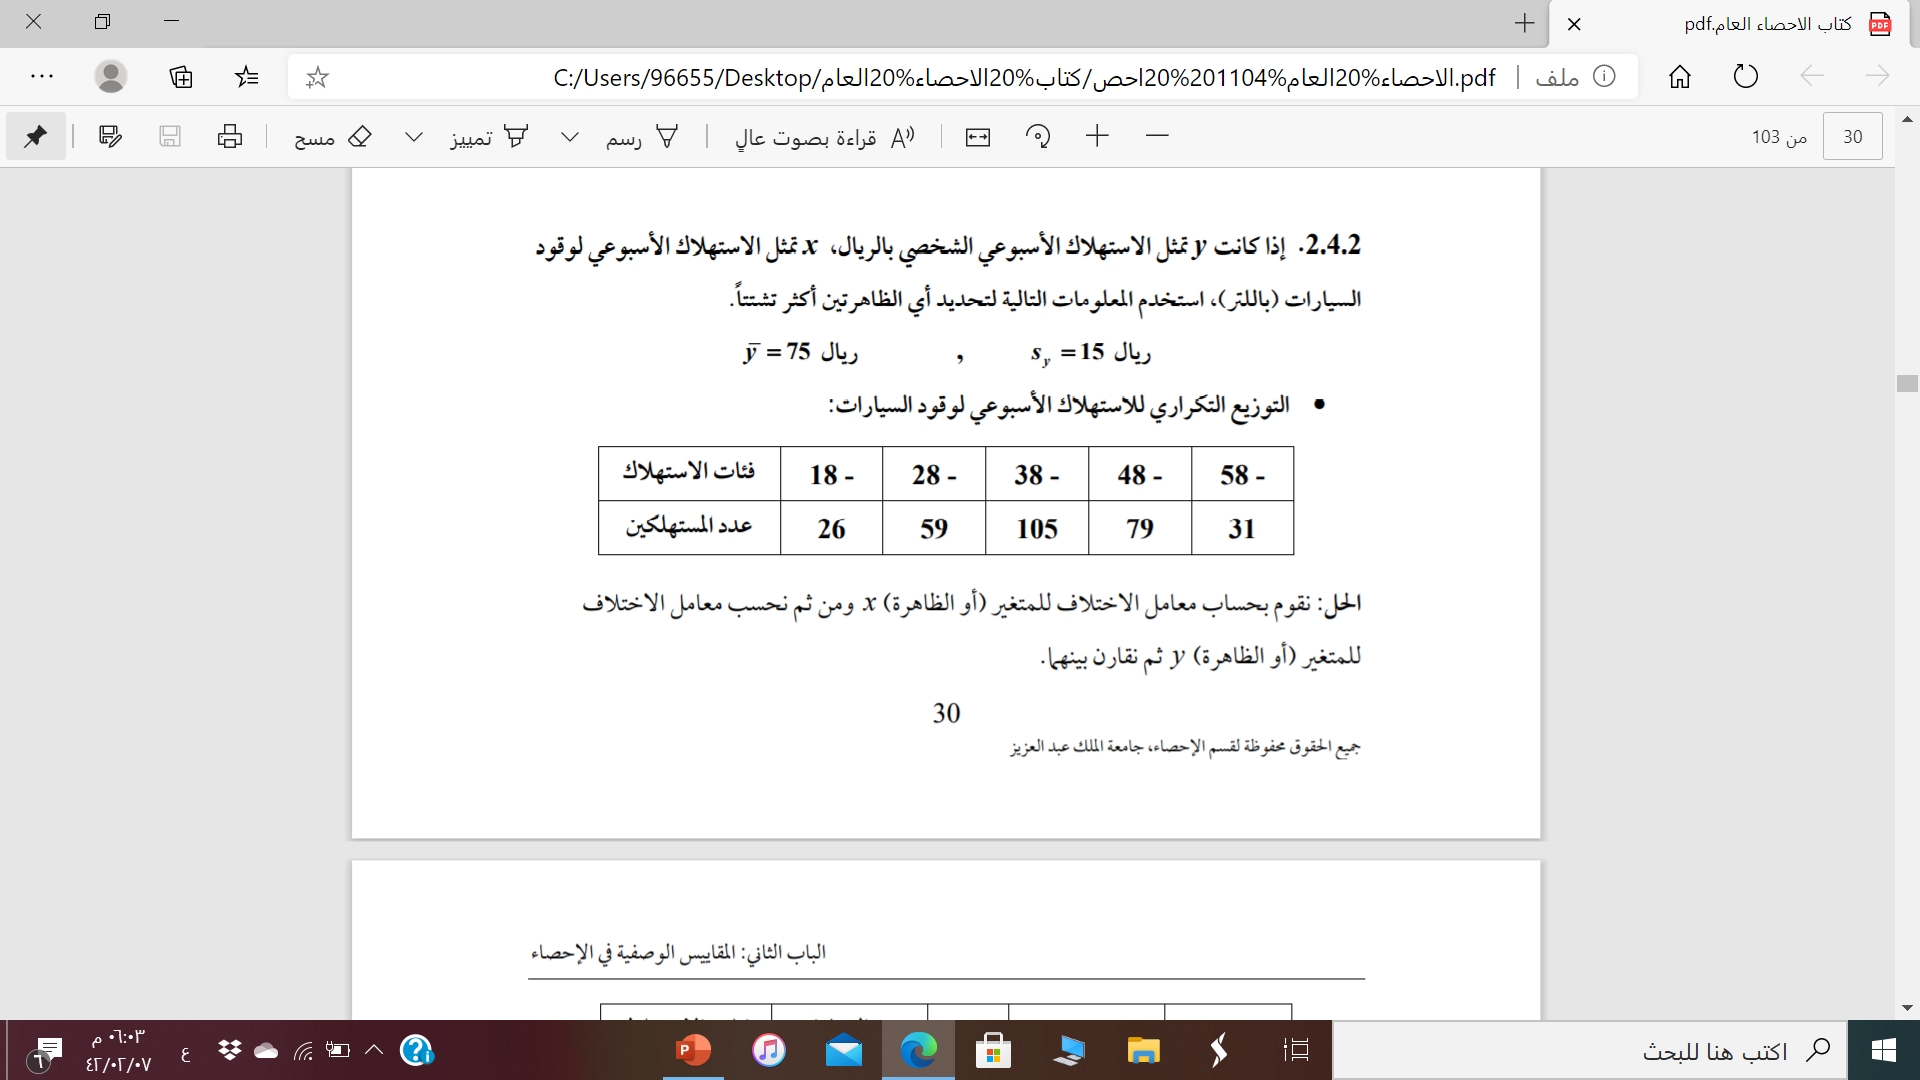 كتاب الاحصاء العام.pdf
C:/Users/96655/Desktop/كتاب%20الاحصاء%20العام/احص%201104%20الاحصاء%20العام.pdf
ملف
30
من 103
قراءة بصوت عالٍ
رسم
تمييز
مسح
2.4.2. إذا كانت y تمثل الاستهلاك الأسبوعي الشخصي بالريال، x تمثل الاستهلاك الأسبوعي لوقود
السيارات (باللتر)، استخدم المعلومات التالية لتحديد أي الظاهرتين أكثر تشتتاً.
ȳ = 75 ريال , s_y = 15 ريال
• التوزيع التكراري للاستهلاك الأسبوعي لوقود السيارات:
فئات الاستهلاك 18 - 28 - 38 - 48 - 58 -
عدد المستهلكين 26 59 105 79 31
الحل: نقوم بحساب معامل الاختلاف للمتغير (أو الظاهرة) x ومن ثم نحسب معامل الاختلاف
للمتغير (أو الظاهرة) y ثم نقارن بينهما.
30
جميع الحقوق محفوظة لقسم الإحصاء، جامعة الملك عبد العزيز
الباب الثاني: المقاييس الوصفية في الإحصاء
اكتب هنا للبحث
ع
٠٦:٠٣ م
٤٢/٠٢/٠٧
٦